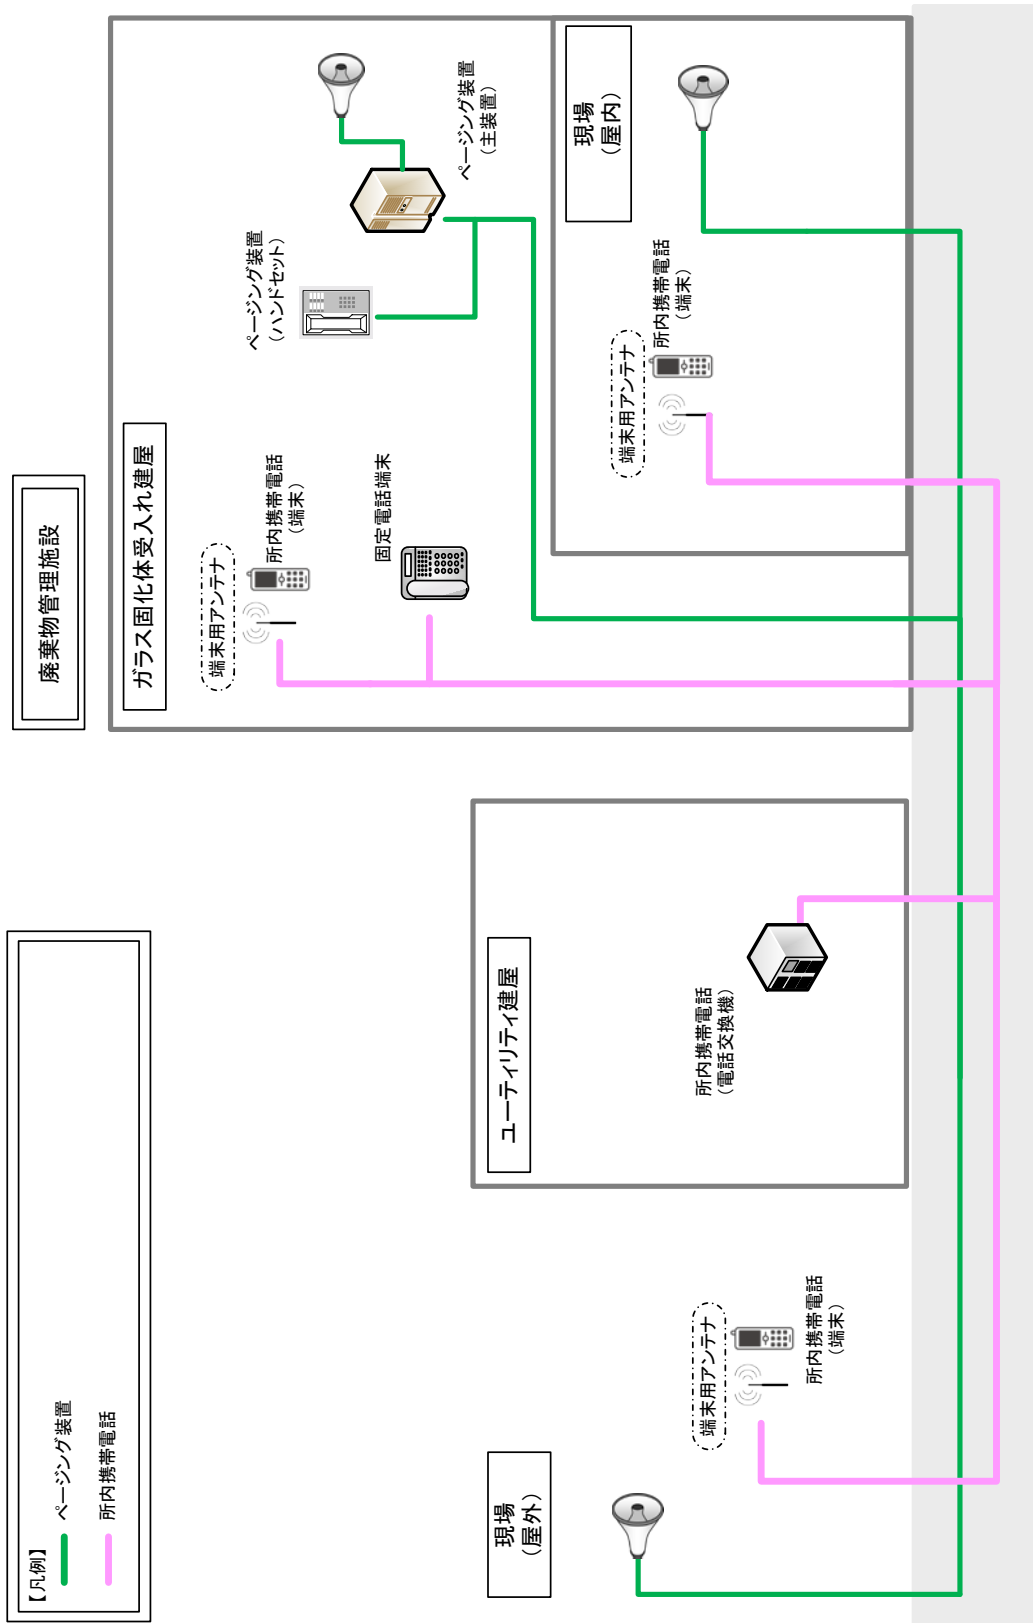 廃棄物管理施設
ガラス固化体受入れ建屋
端末用アンテナ
所内携帯電話
（端末）
固定電話端末
ページング装置
（ハンドセット）
ページング装置
（主装置）
現場
（屋内）
端末用アンテナ
所内携帯電話
（端末）
ユーティリティ建屋
所内携帯電話
（電話交換機）
現場
（屋外）
端末用アンテナ
所内携帯電話
（端末）
【凡例】
ページング装置
所内携帯電話